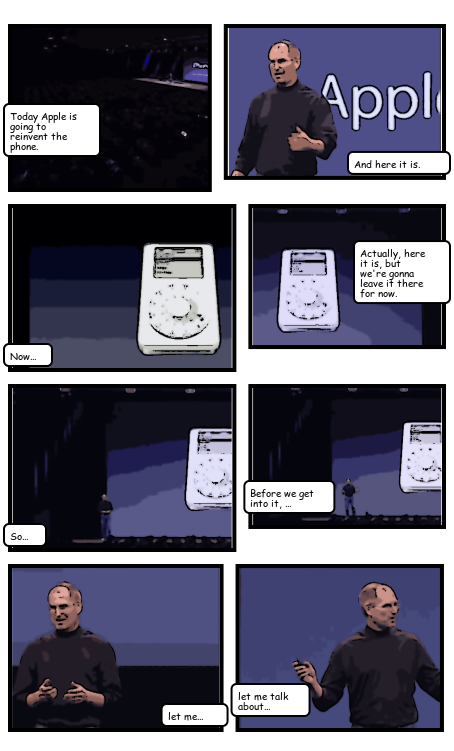 Today Apple is
going to
reinvent the
phone.
Apple
And here it is.
Now...
Actually, here
it is, but
we're gonna
leave it there
for now.
So...
Before we get
into it, ...
let me...
let me talk
about...